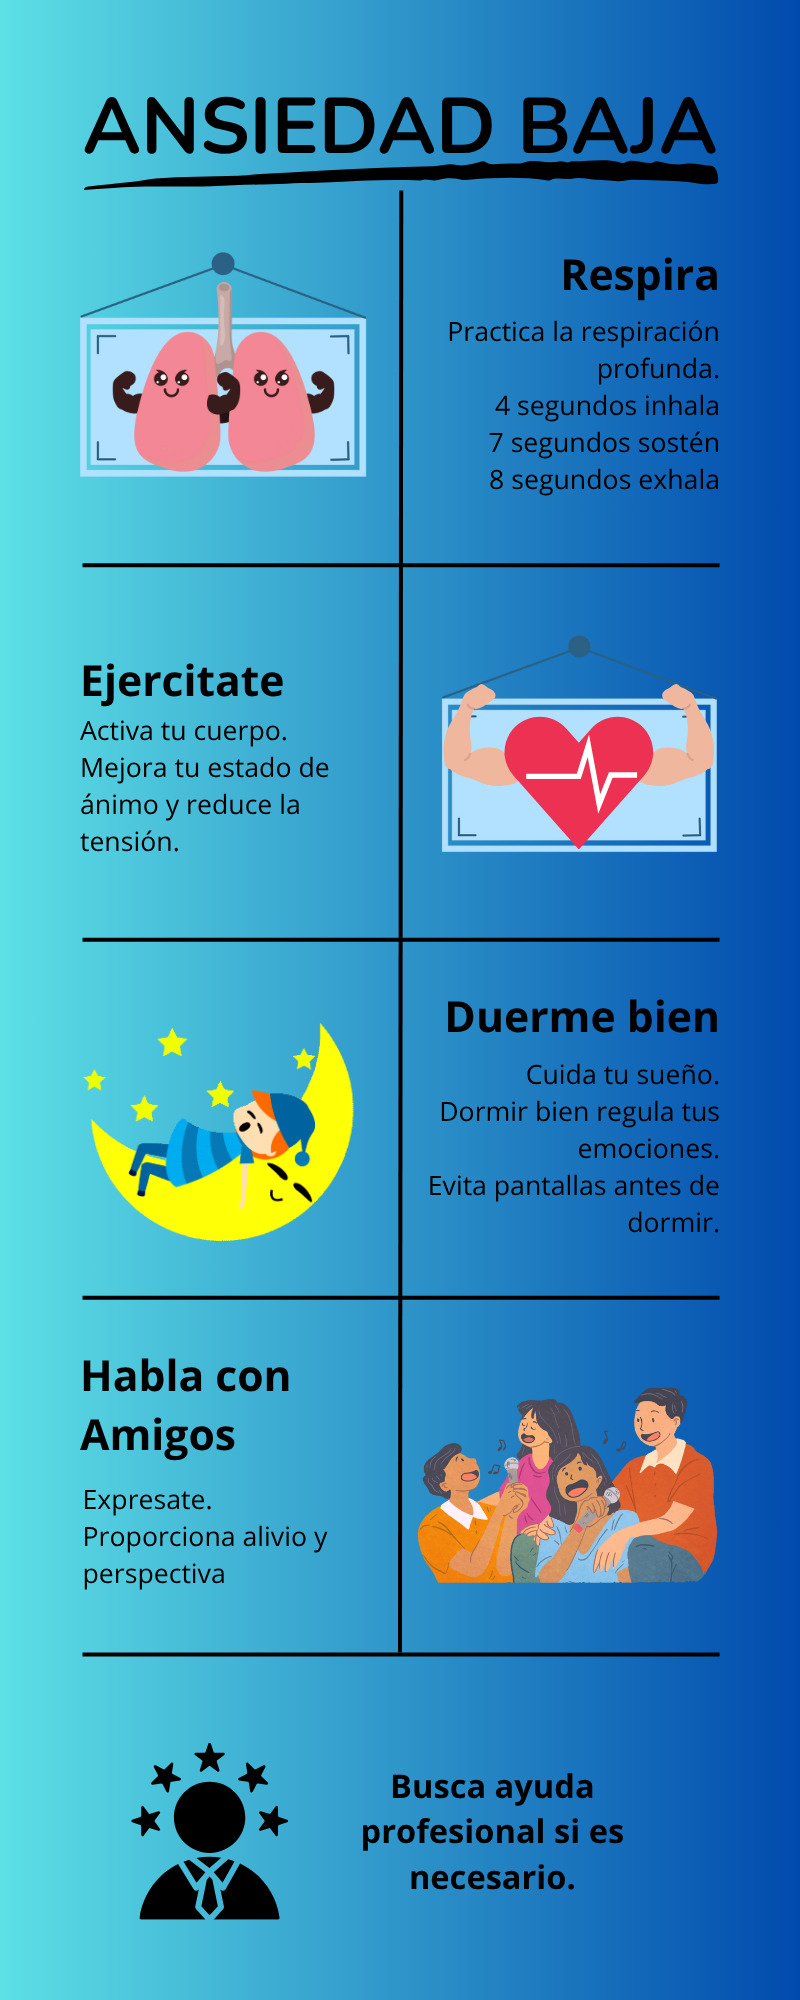 ANSIEDAD BAJA
Respira
Practica la respiración
profunda.
4 segundos inhala
7 segundos sostén
8 segundos exhala
Ejercitate
Activa tu cuerpo.
Mejora tu estado de
ánimo y reduce la
tensión.
Duerme bien
Cuida tu sueño.
Dormir bien regula tus
emociones.
Evita pantallas antes de
dormir.
Habla con
Amigos
Expresate.
Proporciona alivio y
perspectiva
Busca ayuda
profesional si es
necesario.